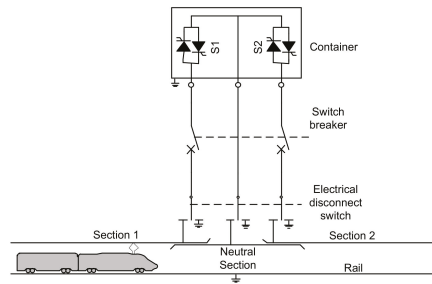 S1
S2
Container
Switch
breaker
Electrical
disconnect
switch
Section 1
Section 2
Neutral
Section
Rail